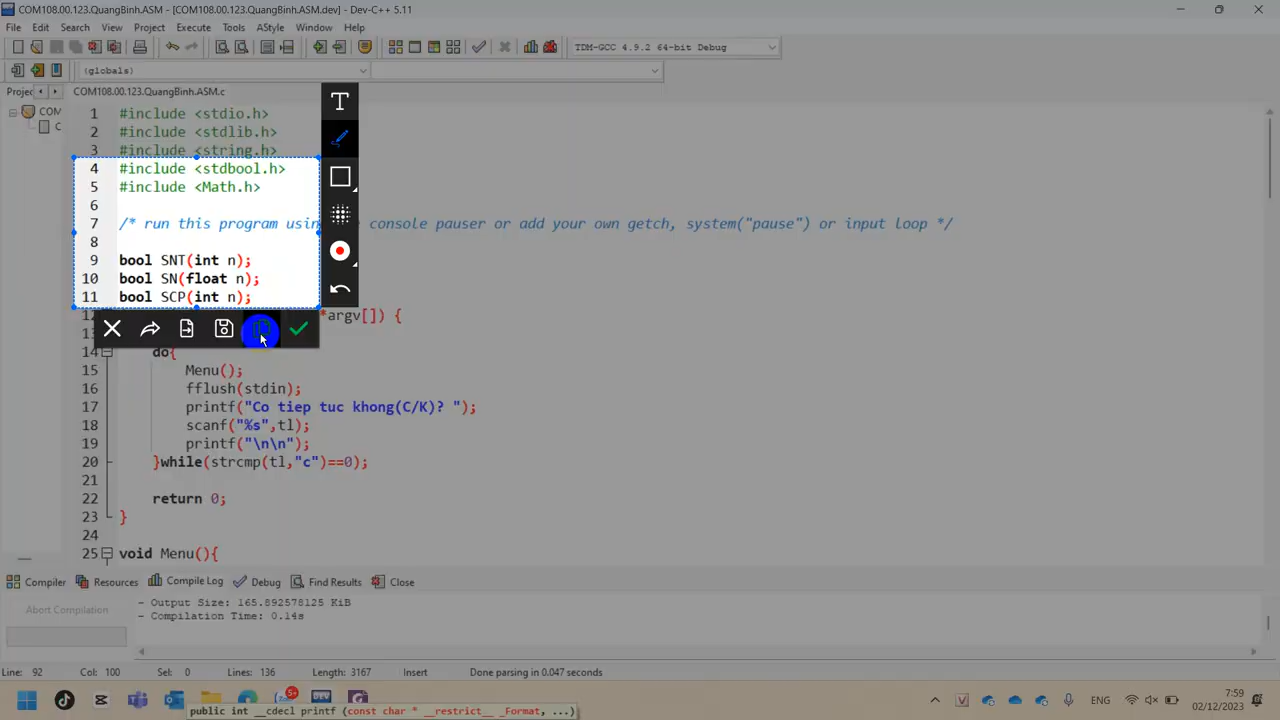 COM108.00.123.QuangBinh.ASM - [COM108.00.123.QuangBinh.ASM.dev] - Dev-C++ 5.11
File Edit Search View Project Execute Tools AStyle Window Help
TDM-GCC 4.9.2 64-bit Debug
(globals)
Projec COM108.00.123.QuangBinh.ASM.c
COM
C
1 #include <stdio.h>
2 #include <stdlib.h>
3 #include <string.h>
4 #include <stdbool.h>
5 #include <Math.h>
6
7 /* run this program usin console pauser or add your own getch, system("pause") or input loop */
8
9 bool SNT(int n);
10 bool SN(float n);
11 bool SCP(int n);
*argv[]) {
14 do{
15 Menu();
16 fflush(stdin);
17 printf("Co tiep tuc khong(C/K)? ");
18 scanf("%s",tl);
19 printf("\n\n");
20 }while(strcmp(tl,"c")==0);
21
22 return 0;
23 }
24
25 void Menu(){
Compiler Resources Compile Log Debug Find Results Close
Abort Compilation
- Output Size: 165.892578125 KiB
- Compilation Time: 0.14s
Line: 92 Col: 100 Sel: 0 Lines: 136 Length: 3167 Insert Done parsing in 0.047 seconds
5+
DEV
ENG
7:59
02/12/2023
public int __cdecl printf (const char * __restrict__ _Format, ...)